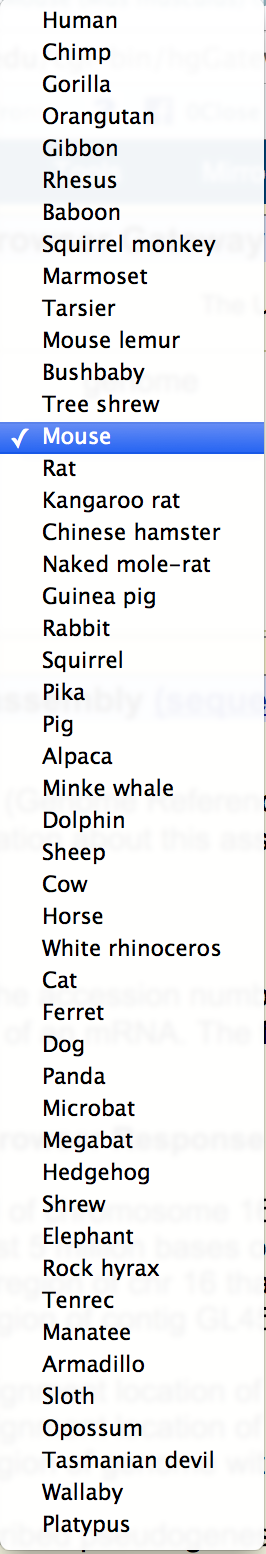 Human
Chimp
Gorilla
Orangutan
Gibbon
Rhesus
Baboon
Squirrel monkey
Marmoset
Tarsier
Mouse lemur
Bushbaby
Tree shrew
✓ Mouse
Rat
Kangaroo rat
Chinese hamster
Naked mole-rat
Guinea pig
Rabbit
Squirrel
Pika
Pig
Alpaca
Minke whale
Dolphin
Sheep
Cow
Horse
White rhinoceros
Cat
Ferret
Dog
Panda
Microbat
Megabat
Hedgehog
Shrew
Elephant
Rock hyrax
Tenrec
Manatee
Armadillo
Sloth
Opossum
Tasmanian devil
Wallaby
Platypus